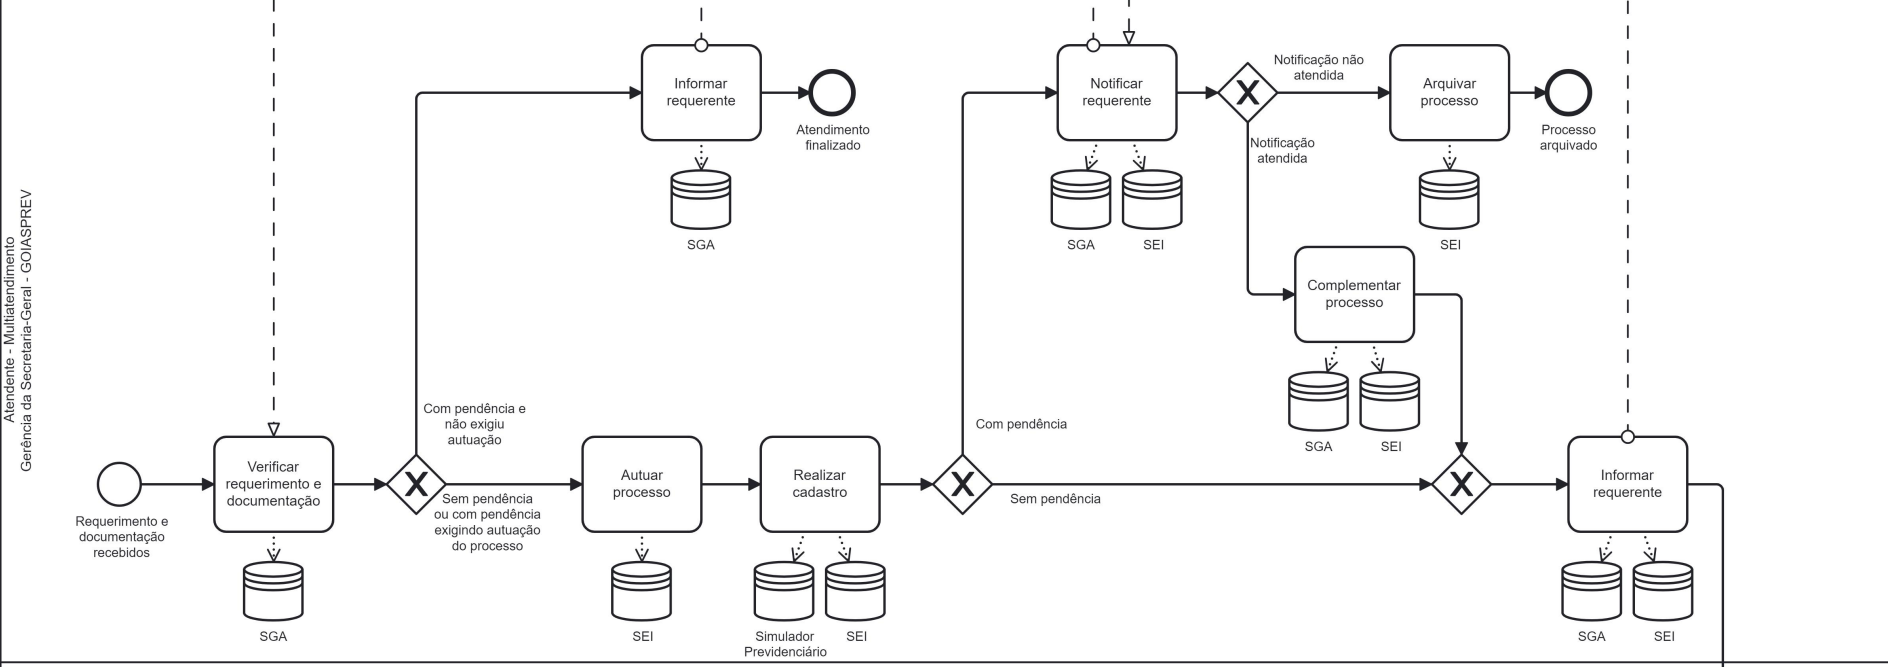 Atendente - Multiatendimento
Gerência da Secretaria-Geral - GOIASPREV
Requerimento e
documentação
recebidos
Verificar
requerimento e
documentação
SGA
Com pendência e
não exigiu
autuação
Sem pendência
ou com pendência
exigindo autuação
do processo
Informar
requerente
SGA
Atendimento
finalizado
Autuar
processo
SEI
Realizar
cadastro
Simulador
Previdenciário
SEI
Com pendência
Sem pendência
Notificar
requerente
SGA
SEI
Notificação não
atendida
Notificação
atendida
Arquivar
processo
SEI
Processo
arquivado
Complementar
processo
SGA
SEI
Informar
requerente
SGA
SEI